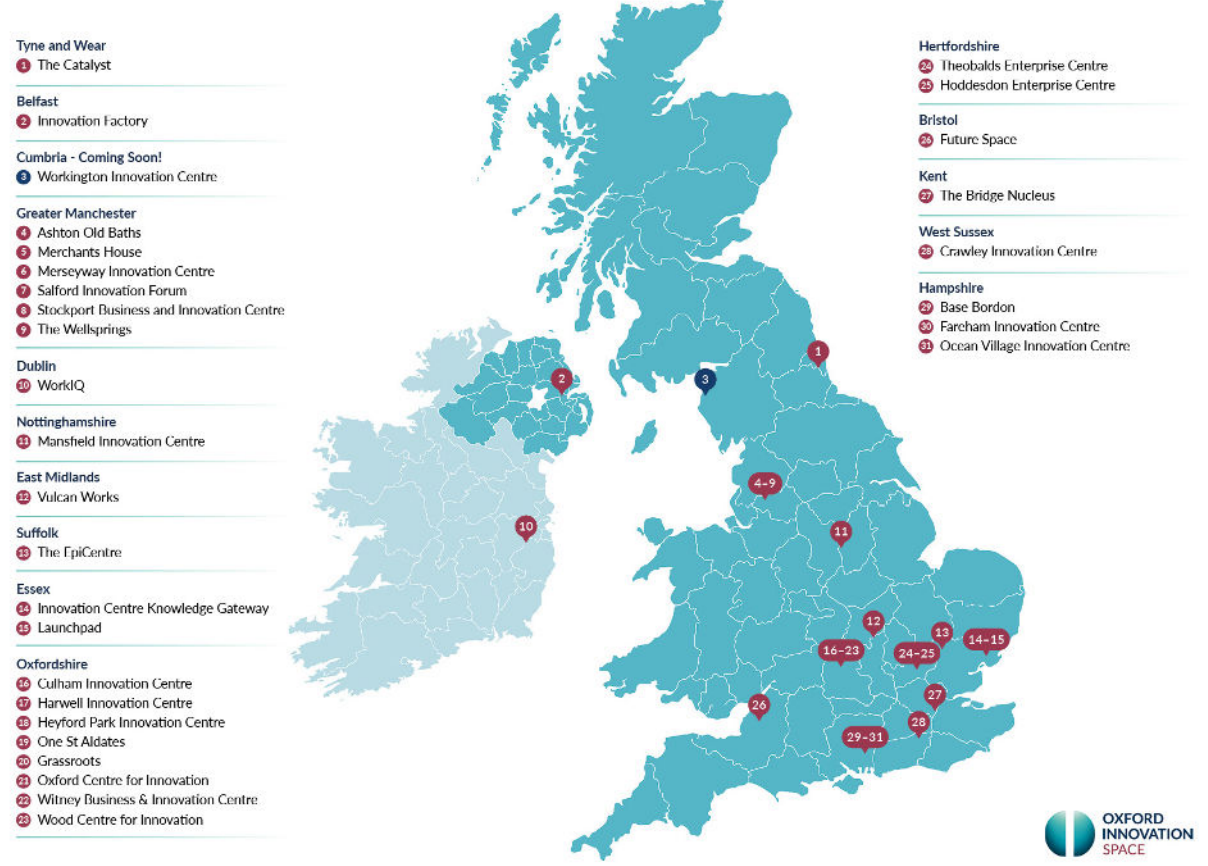 Tyne and Wear
1 The Catalyst
Belfast
2 Innovation Factory
Cumbria - Coming Soon!
3 Workington Innovation Centre
Greater Manchester
4 Ashton Old Baths
5 Merchants House
6 Merseyway Innovation Centre
7 Salford Innovation Forum
8 Stockport Business and Innovation Centre
9 The Wellsprings
Dublin
10 WorkIQ
Nottinghamshire
11 Mansfield Innovation Centre
East Midlands
12 Vulcan Works
Suffolk
13 The EpiCentre
Essex
14 Innovation Centre Knowledge Gateway
15 Launchpad
Oxfordshire
16 Culham Innovation Centre
17 Harwell Innovation Centre
18 Heyford Park Innovation Centre
19 One St Aldates
20 Grassroots
21 Oxford Centre for Innovation
22 Witney Business & Innovation Centre
23 Wood Centre for Innovation
1
2
3
4-9
10
11
12
13
14-15
16-23
24-25
27
26
28
29-31
Hertfordshire
24 Theobalds Enterprise Centre
25 Hoddesdon Enterprise Centre
Bristol
26 Future Space
Kent
27 The Bridge Nucleus
West Sussex
28 Crawley Innovation Centre
Hampshire
29 Base Bordon
30 Fareham Innovation Centre
31 Ocean Village Innovation Centre
OXFORD
INNOVATION
SPACE